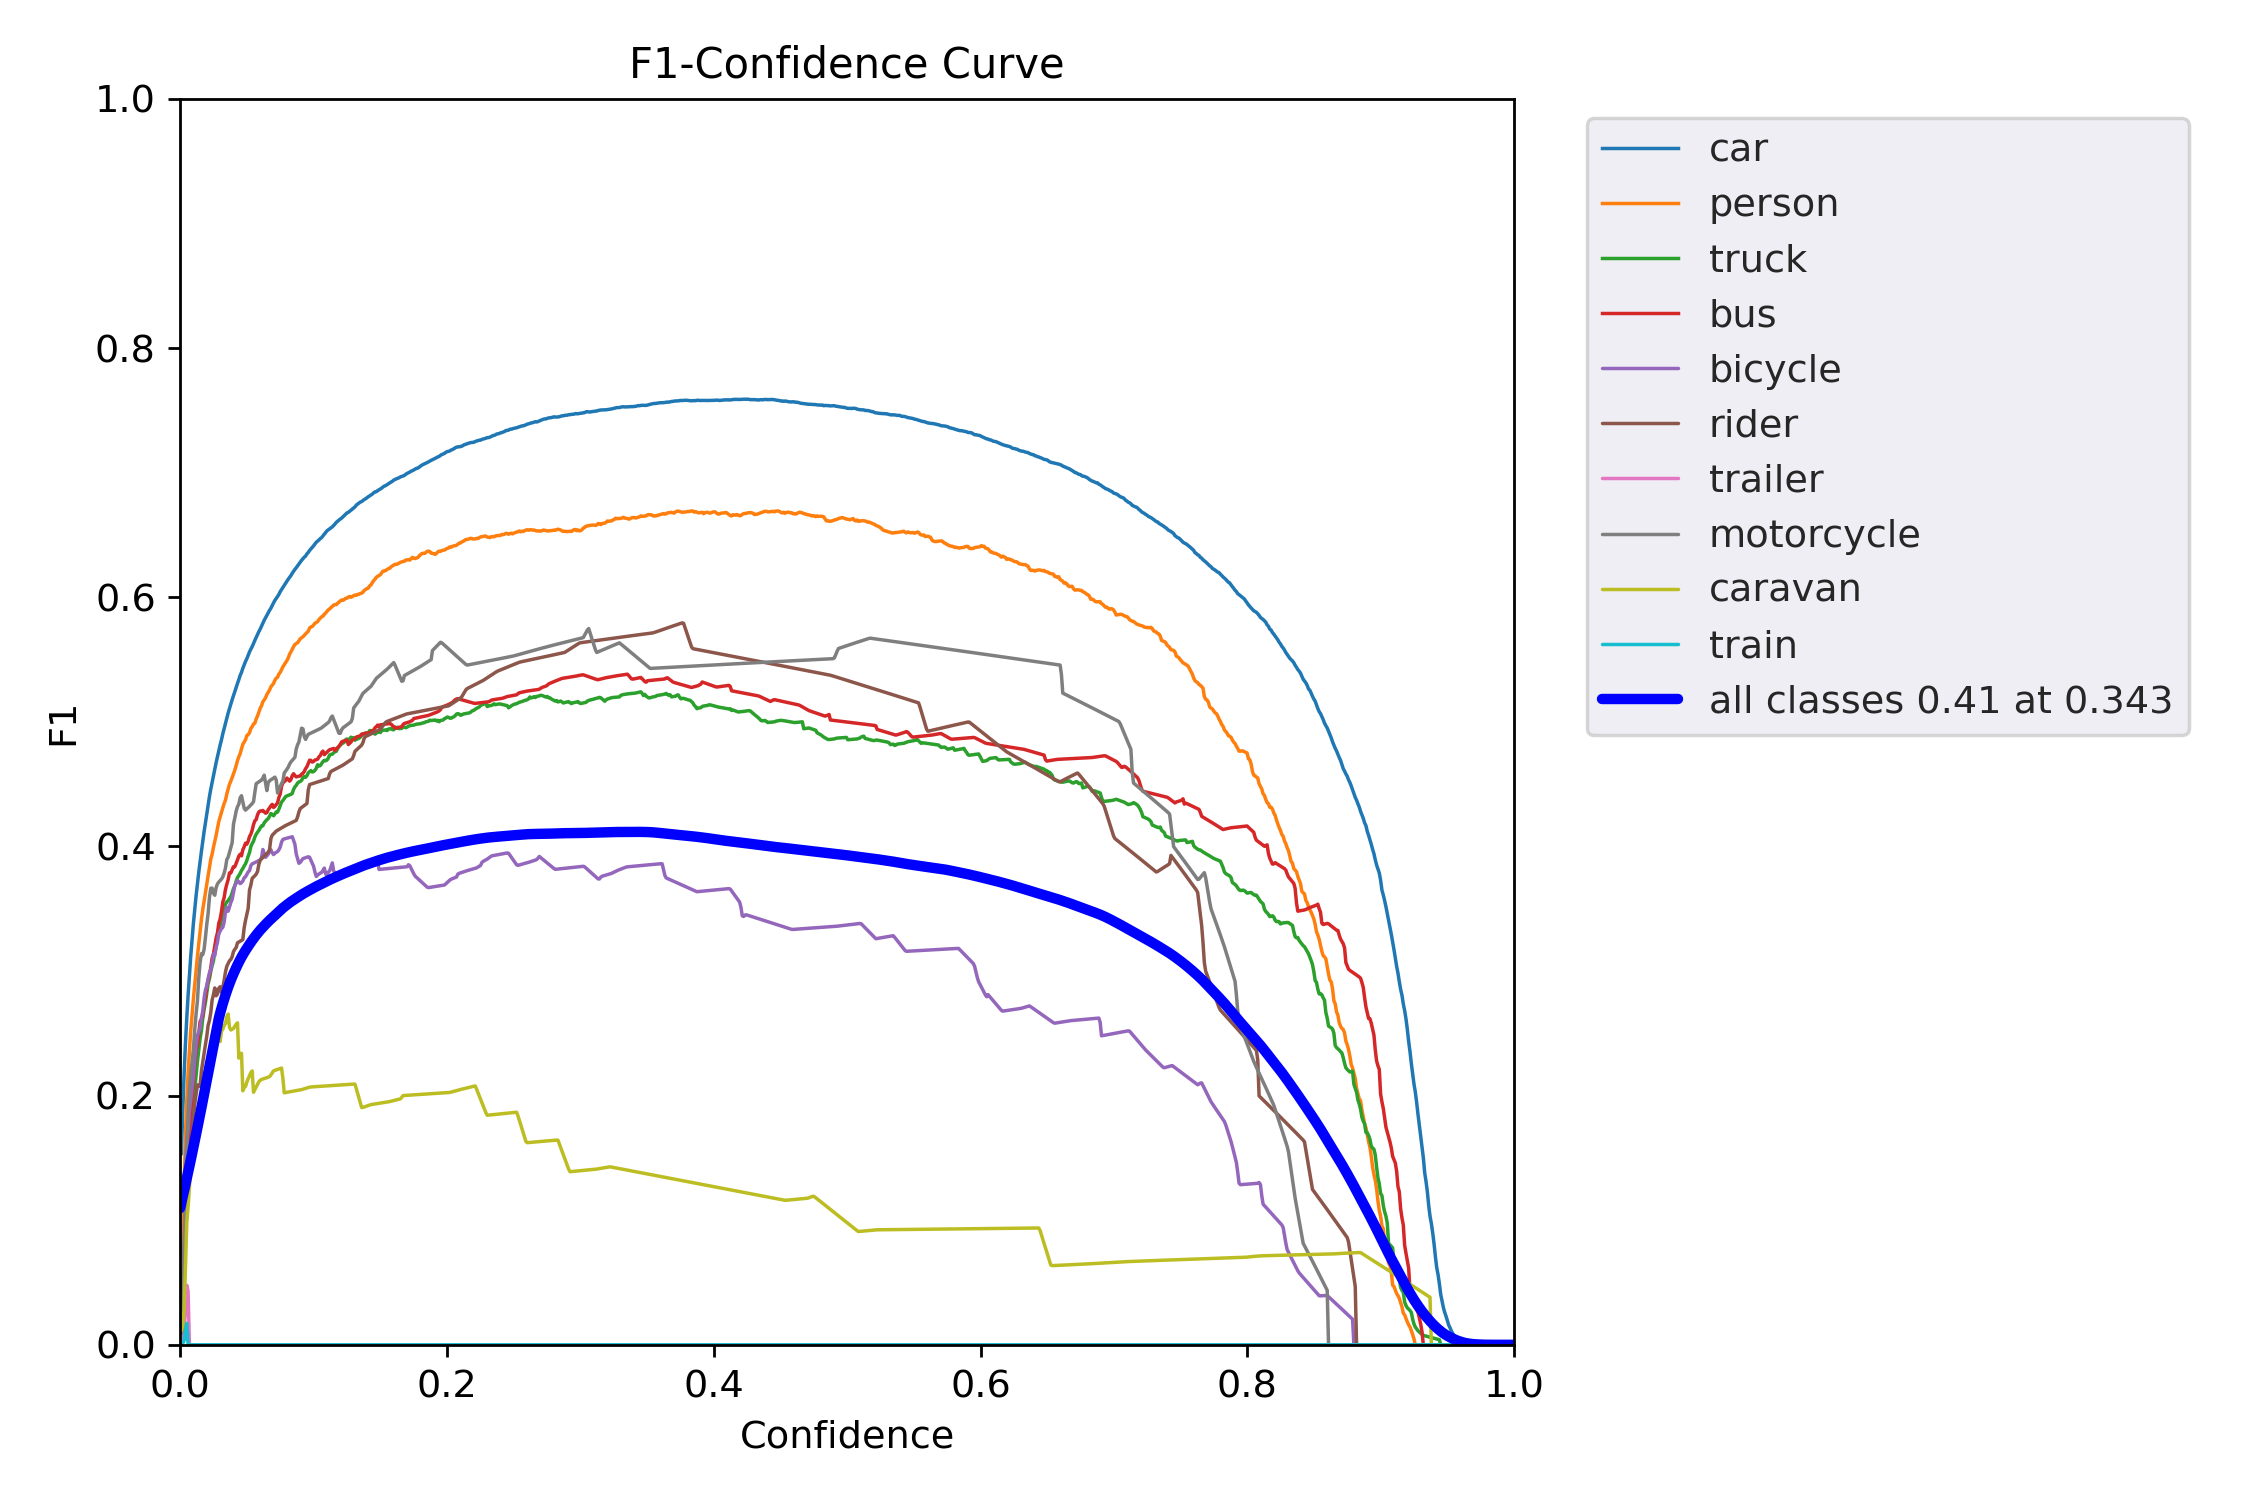 F1-Confidence Curve
1.0
0.8
0.6
0.4
0.2
0.0
F1
0.0 0.2 0.4 0.6 0.8 1.0
Confidence
car
person
truck
bus
bicycle
rider
trailer
motorcycle
caravan
train
all classes 0.41 at 0.343